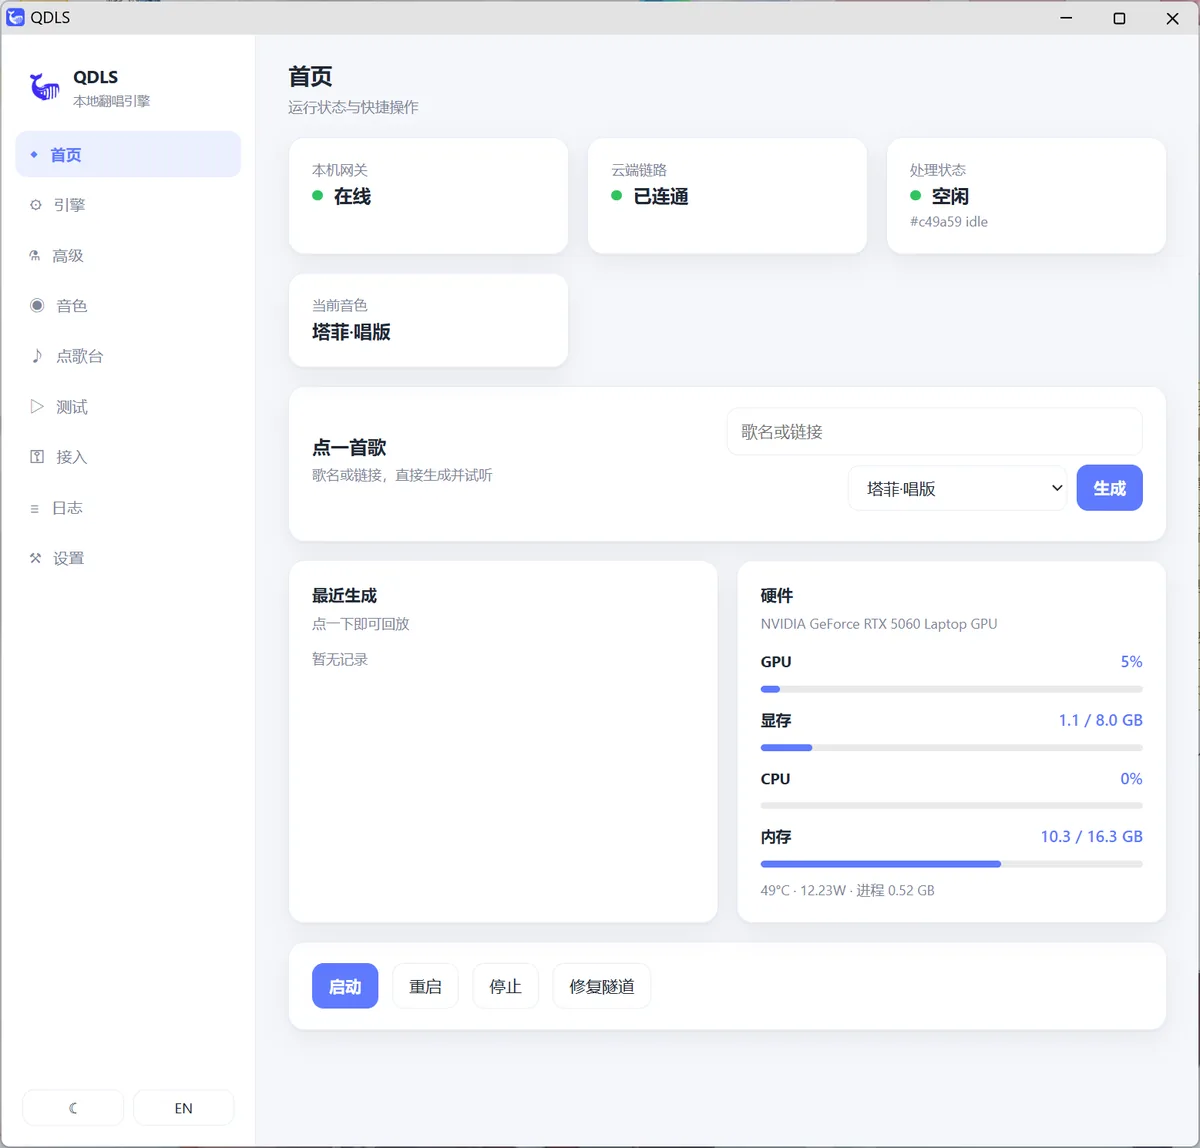 QDLS
QDLS
本地翻唱引擎
首页
引擎
高级
音色
点歌台
测试
接入
日志
设置
EN
首页
运行状态与快捷操作
本机网关
在线
云端链路
已连通
处理状态
空闲
#c49a59 idle
当前音色
塔菲·唱版
点一首歌
歌名或链接，直接生成并试听
歌名或链接
塔菲·唱版
生成
最近生成
点一下即可回放
暂无记录
硬件
NVIDIA GeForce RTX 5060 Laptop GPU
GPU 5%
显存 1.1 / 8.0 GB
CPU 0%
内存 10.3 / 16.3 GB
49°C · 12.23W · 进程 0.52 GB
启动 重启 停止 修复隧道